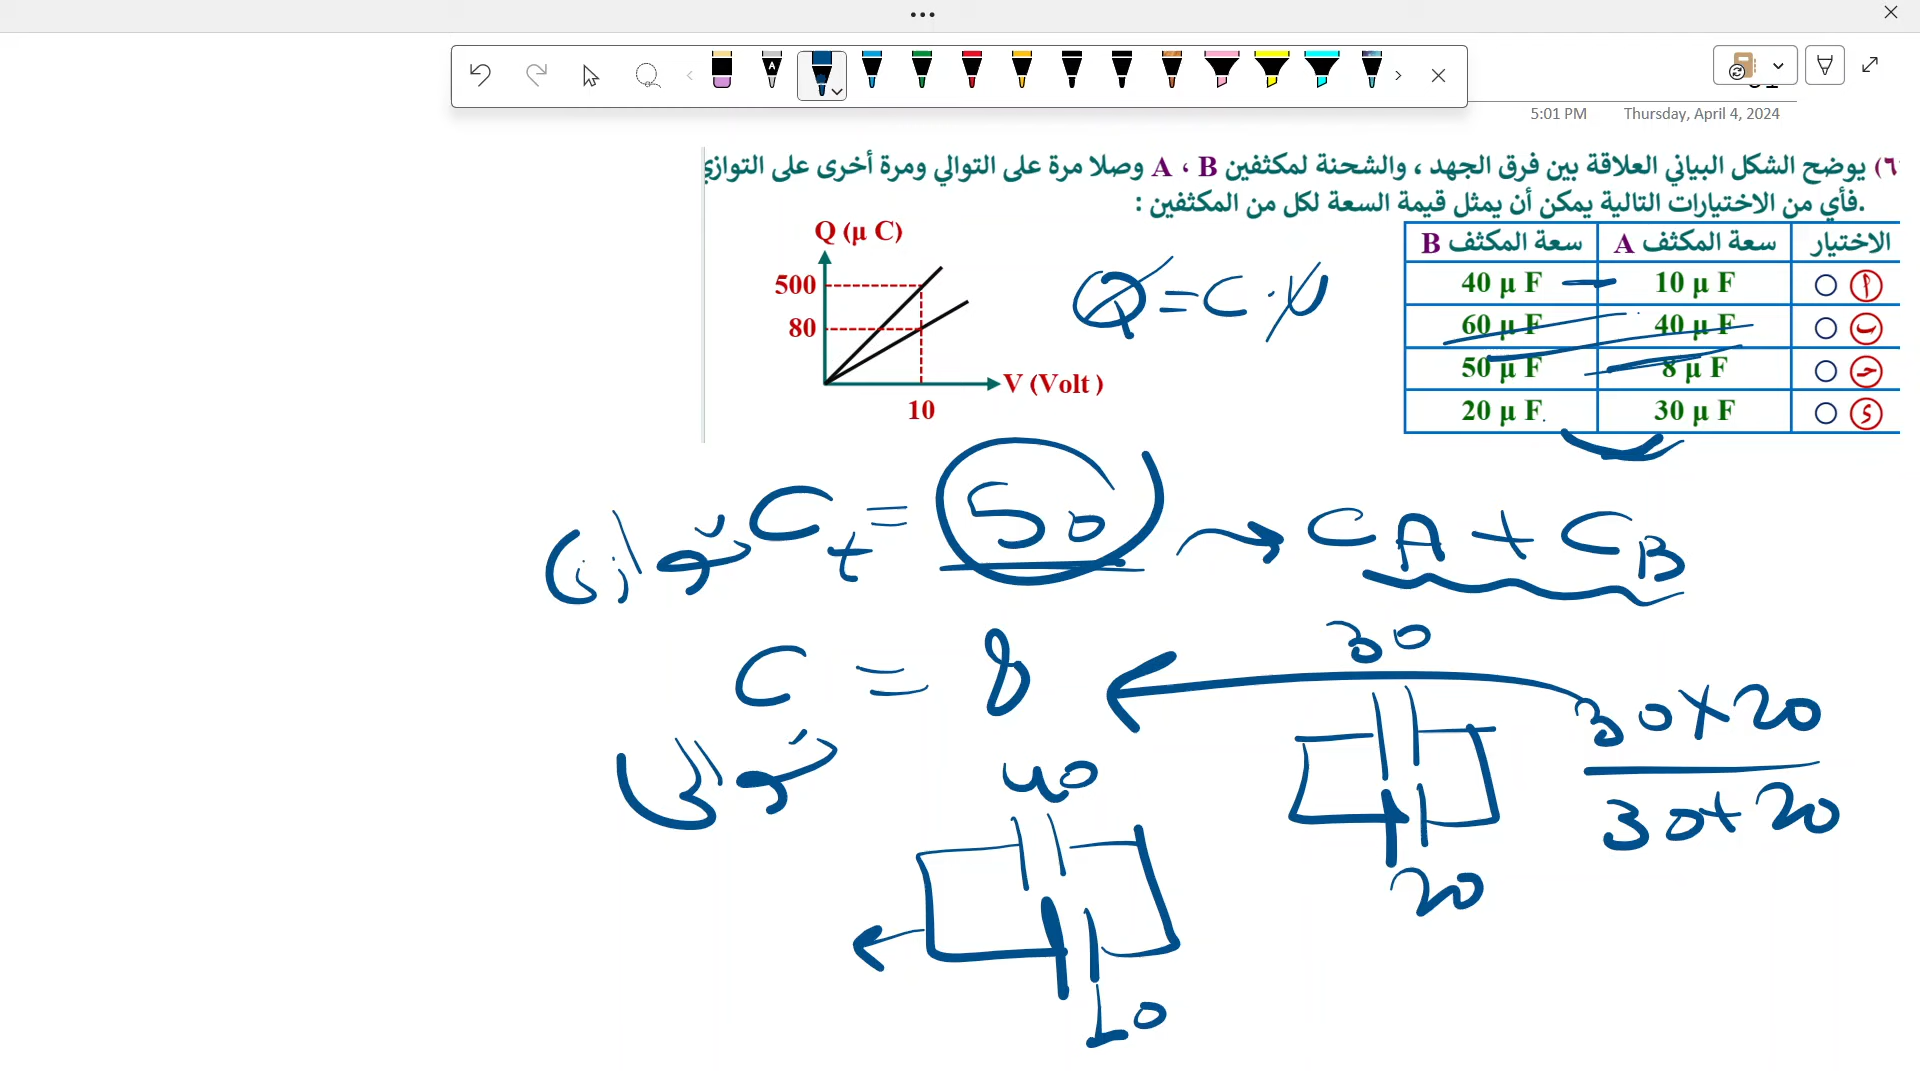 5:01 PM Thursday, April 4, 2024
٦) يوضح الشكل البياني العلاقة بين فرق الجهد ، والشحنة لمكثفين A ، B وصلا مرة على التوالي ومرة أخرى على التوازي
.فأي من الاختيارات التالية يمكن أن يمثل قيمة السعة لكل من المكثفين :
الاختيار سعة المكثف A سعة المكثف B
أ 10 μ F 40 μ F
ب 40 μ F 60 μ F
ح 8 μ F 50 μ F
د 30 μ F 20 μ F
Q (μ C)
500
80
V (Volt )
10
Q = C . V
توازي Ct = 50 → CA + CB
C = 8
توالي
30
20
30 x 20
30 + 20
40
10